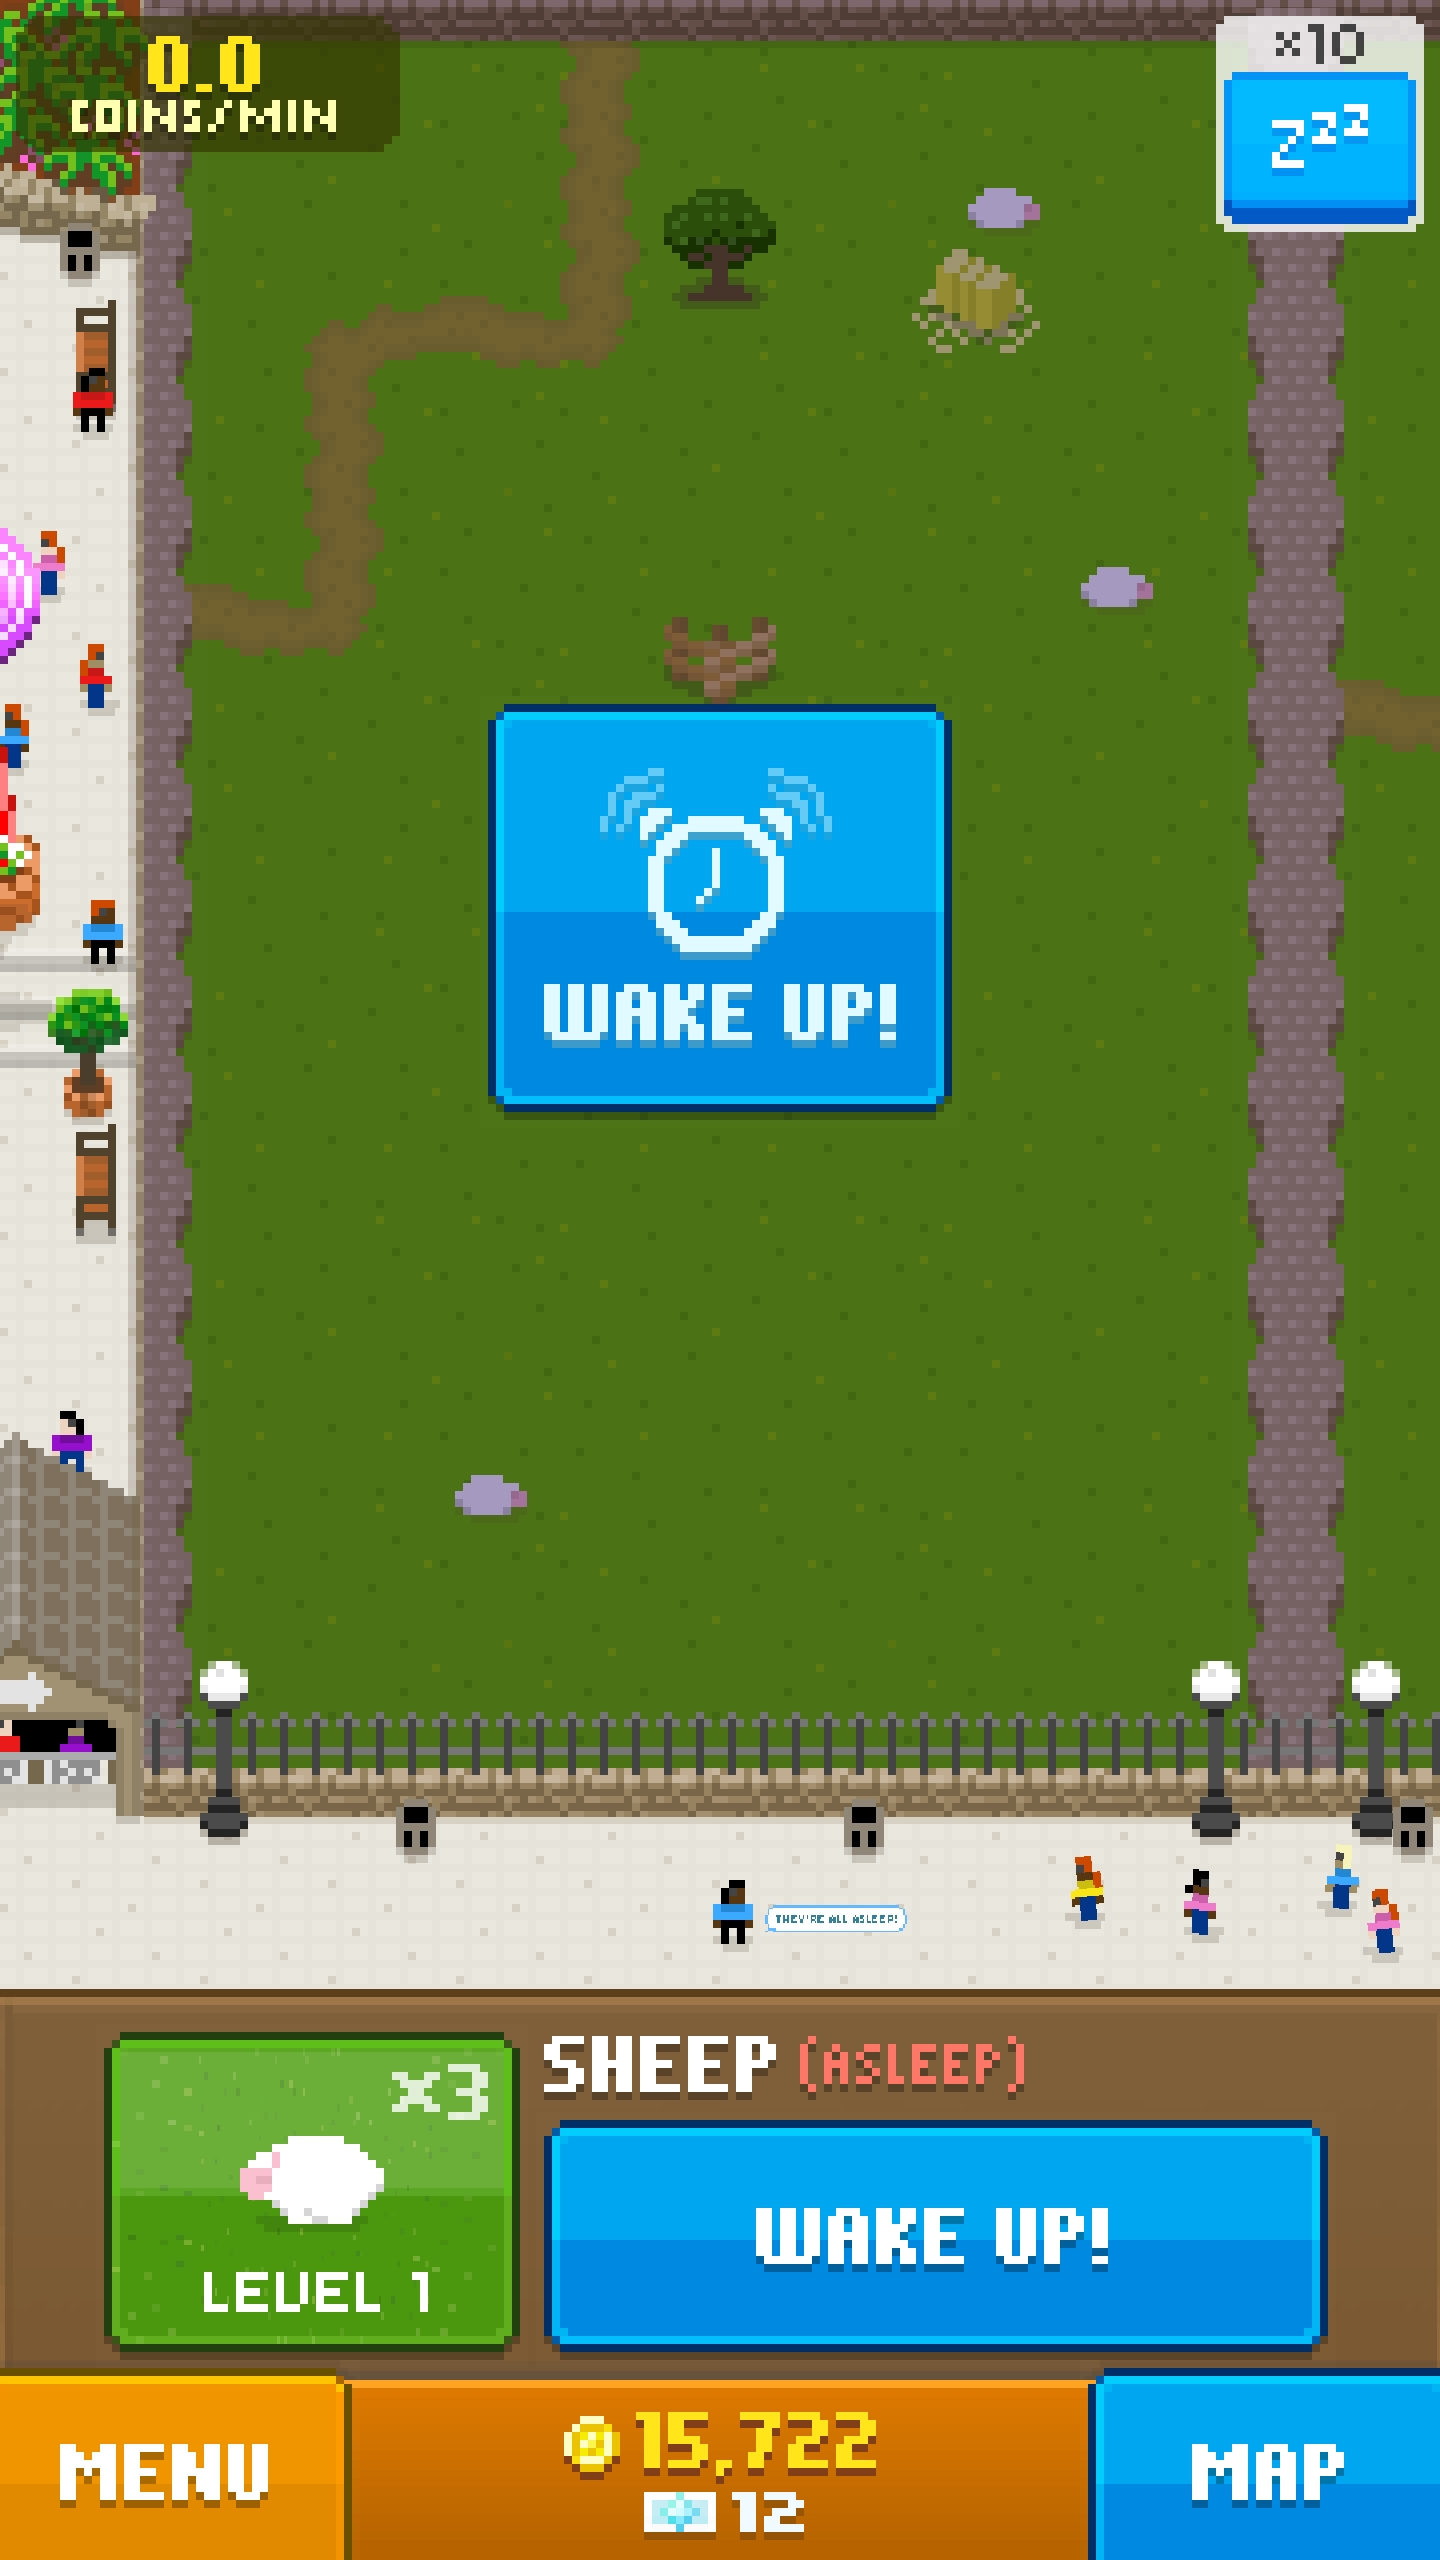 0.0
COINS/MIN
x10
zzz
WAKE UP!
THEY'RE ALL ASLEEP!
SHEEP (ASLEEP)
x3
LEVEL 1
WAKE UP!
MENU
15,722
12
MAP